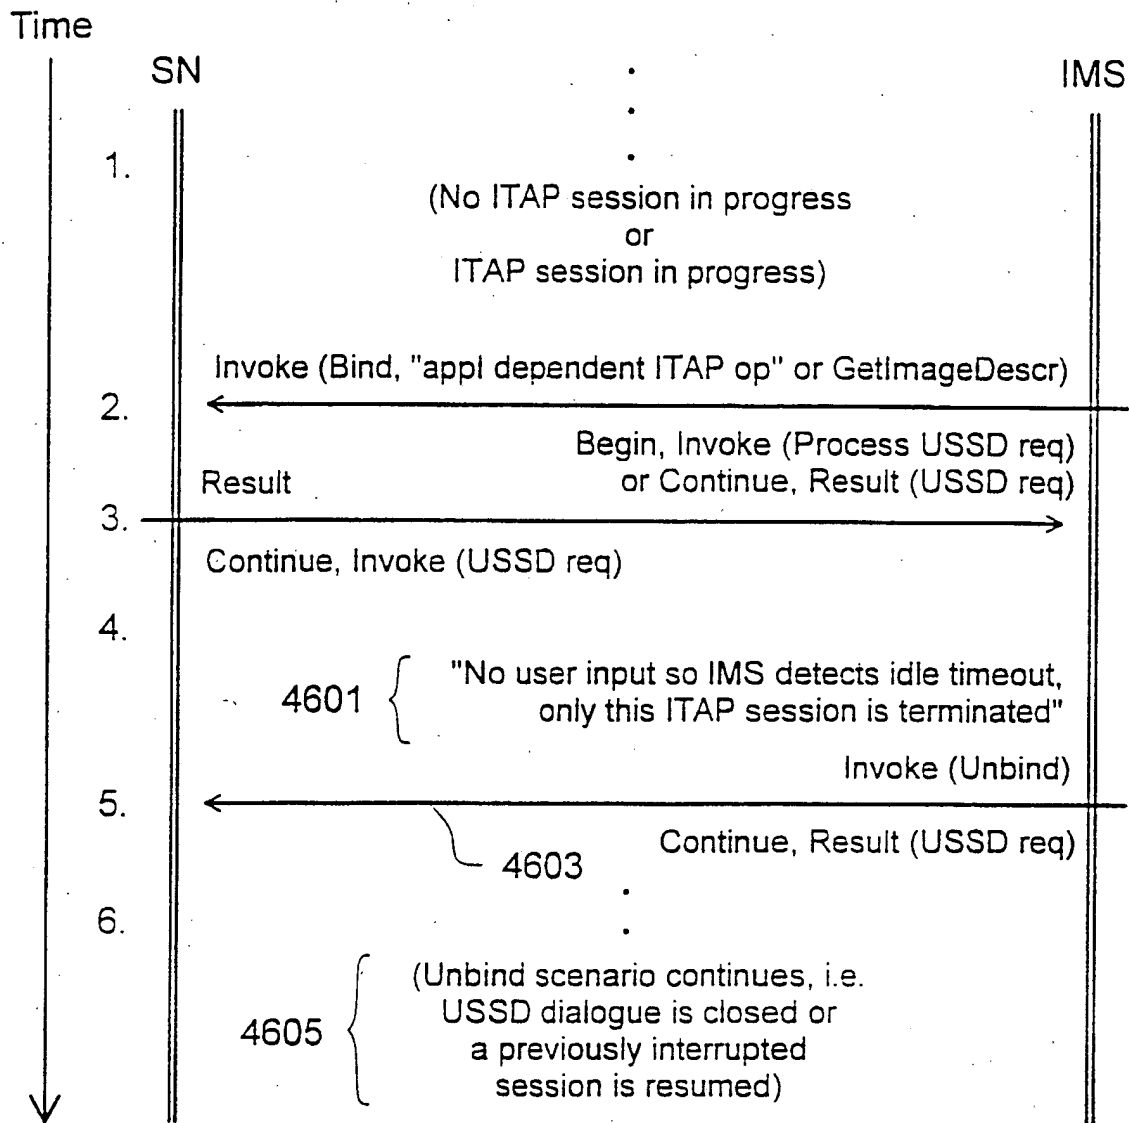 Time
SN
IMS
1.
(No ITAP session in progress
or
ITAP session in progress)
Invoke (Bind, "appl dependent ITAP op" or GetImageDescr)
2.
Begin, Invoke (Process USSD req)
or Continue, Result (USSD req)
Result
3.
Continue, Invoke (USSD req)
4.
4601
"No user input so IMS detects idle timeout,
only this ITAP session is terminated"
Invoke (Unbind)
5.
Continue, Result (USSD req)
4603
6.
4605
(Unbind scenario continues, i.e.
USSD dialogue is closed or
a previously interrupted
session is resumed)